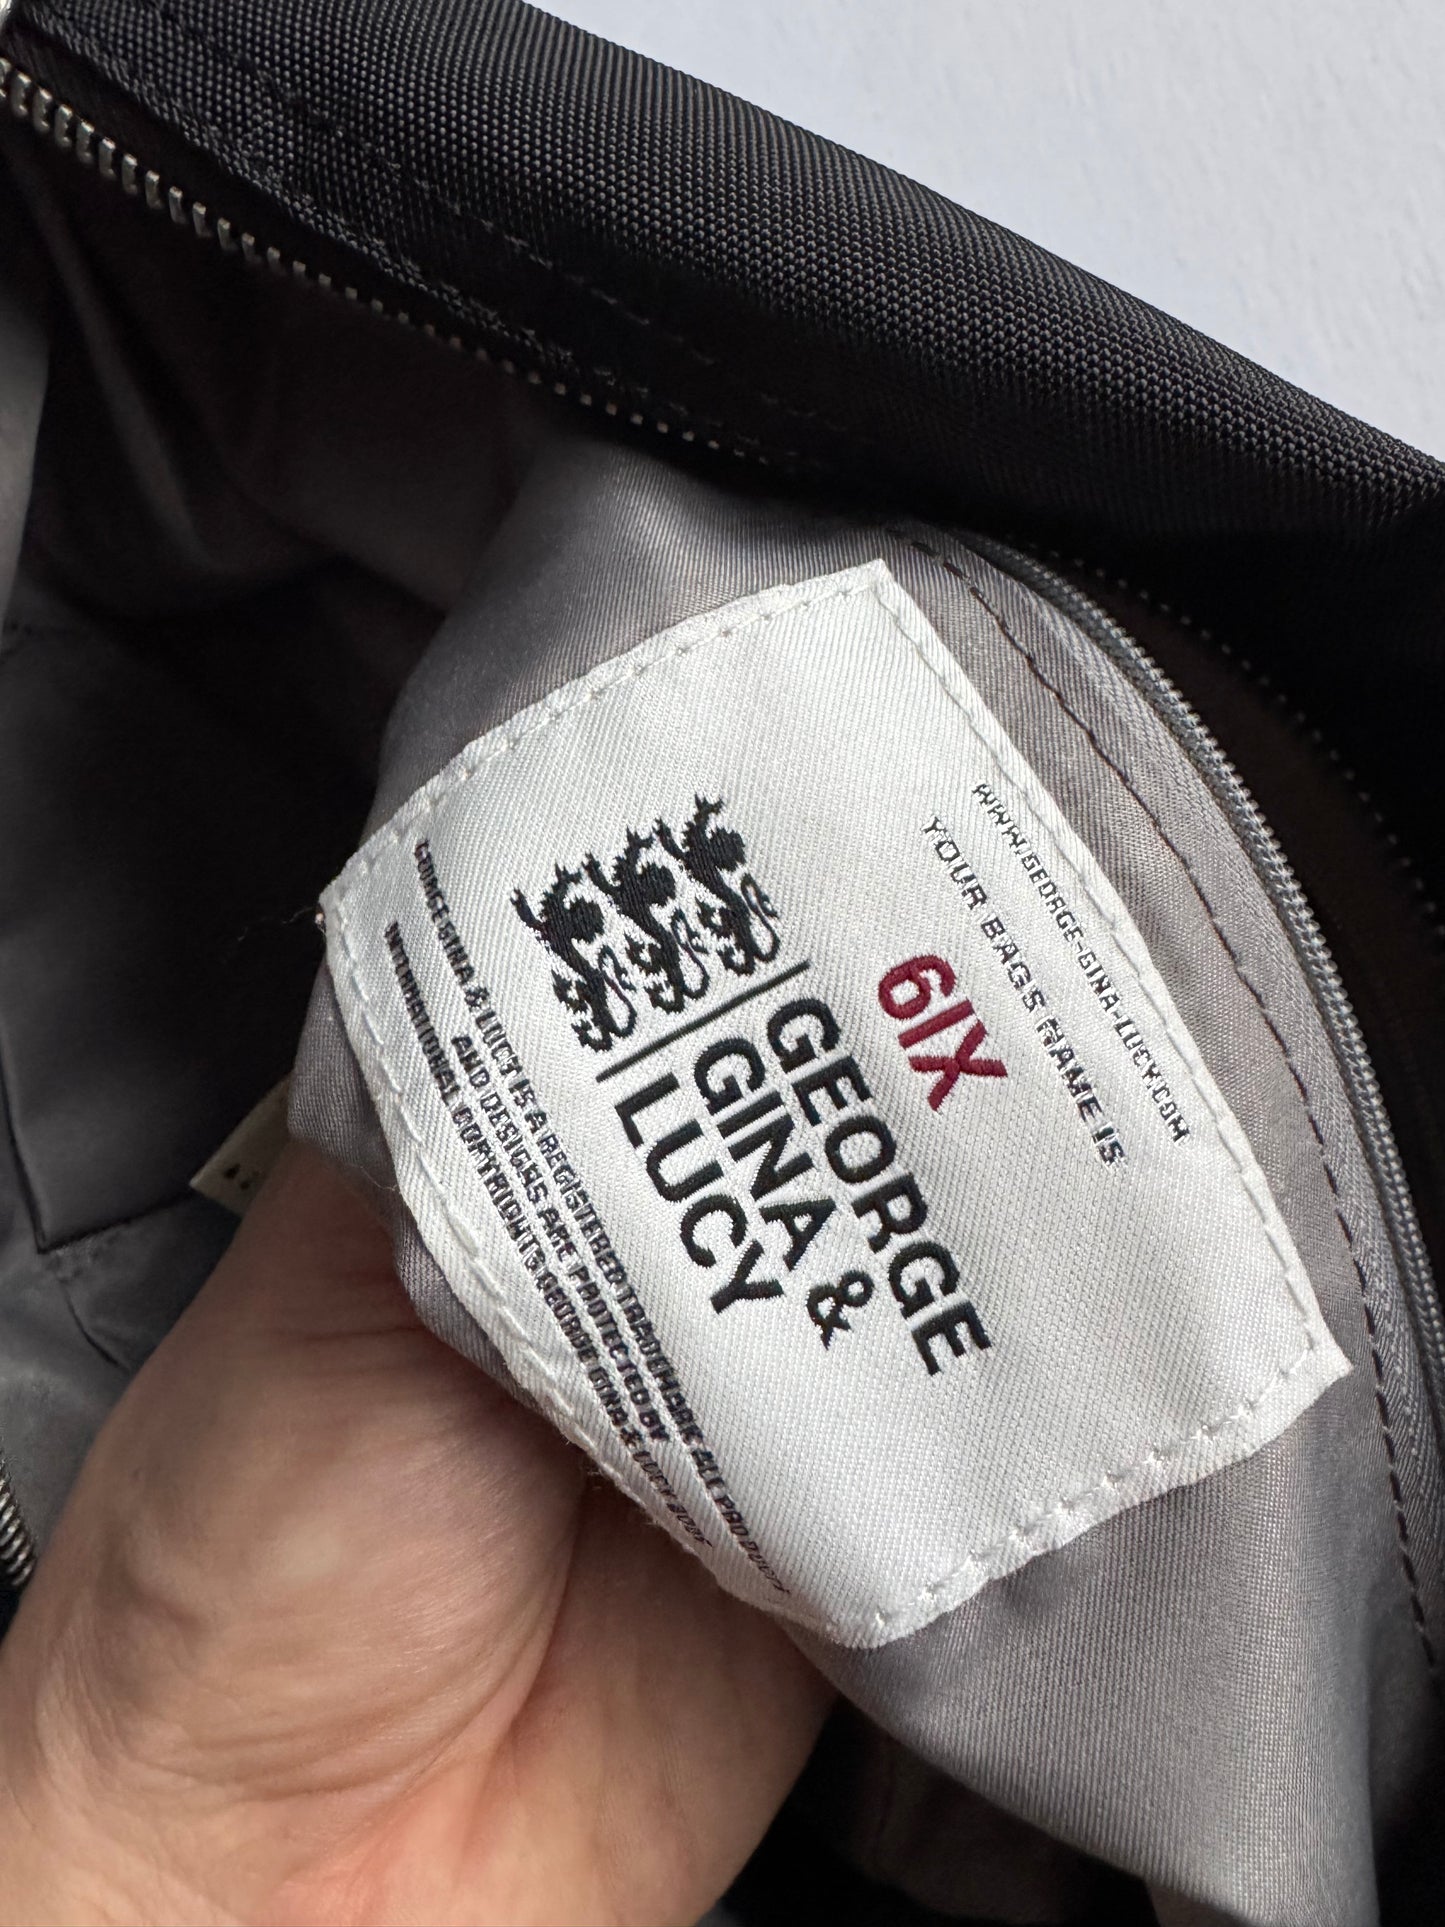 WWW.GEORGE-GINA-LUCY.COM
YOUR BAGS NAME IS
6IX
GEORGE
GINA &
LUCY
GEORGE GINA & LUCY IS A REGISTERED TRADEMARK ALL PRODUCTS
AND DESIGNS ARE PROTECTED BY
INTERNATIONAL COPYRIGHTS GEORGE GINA & LUCY